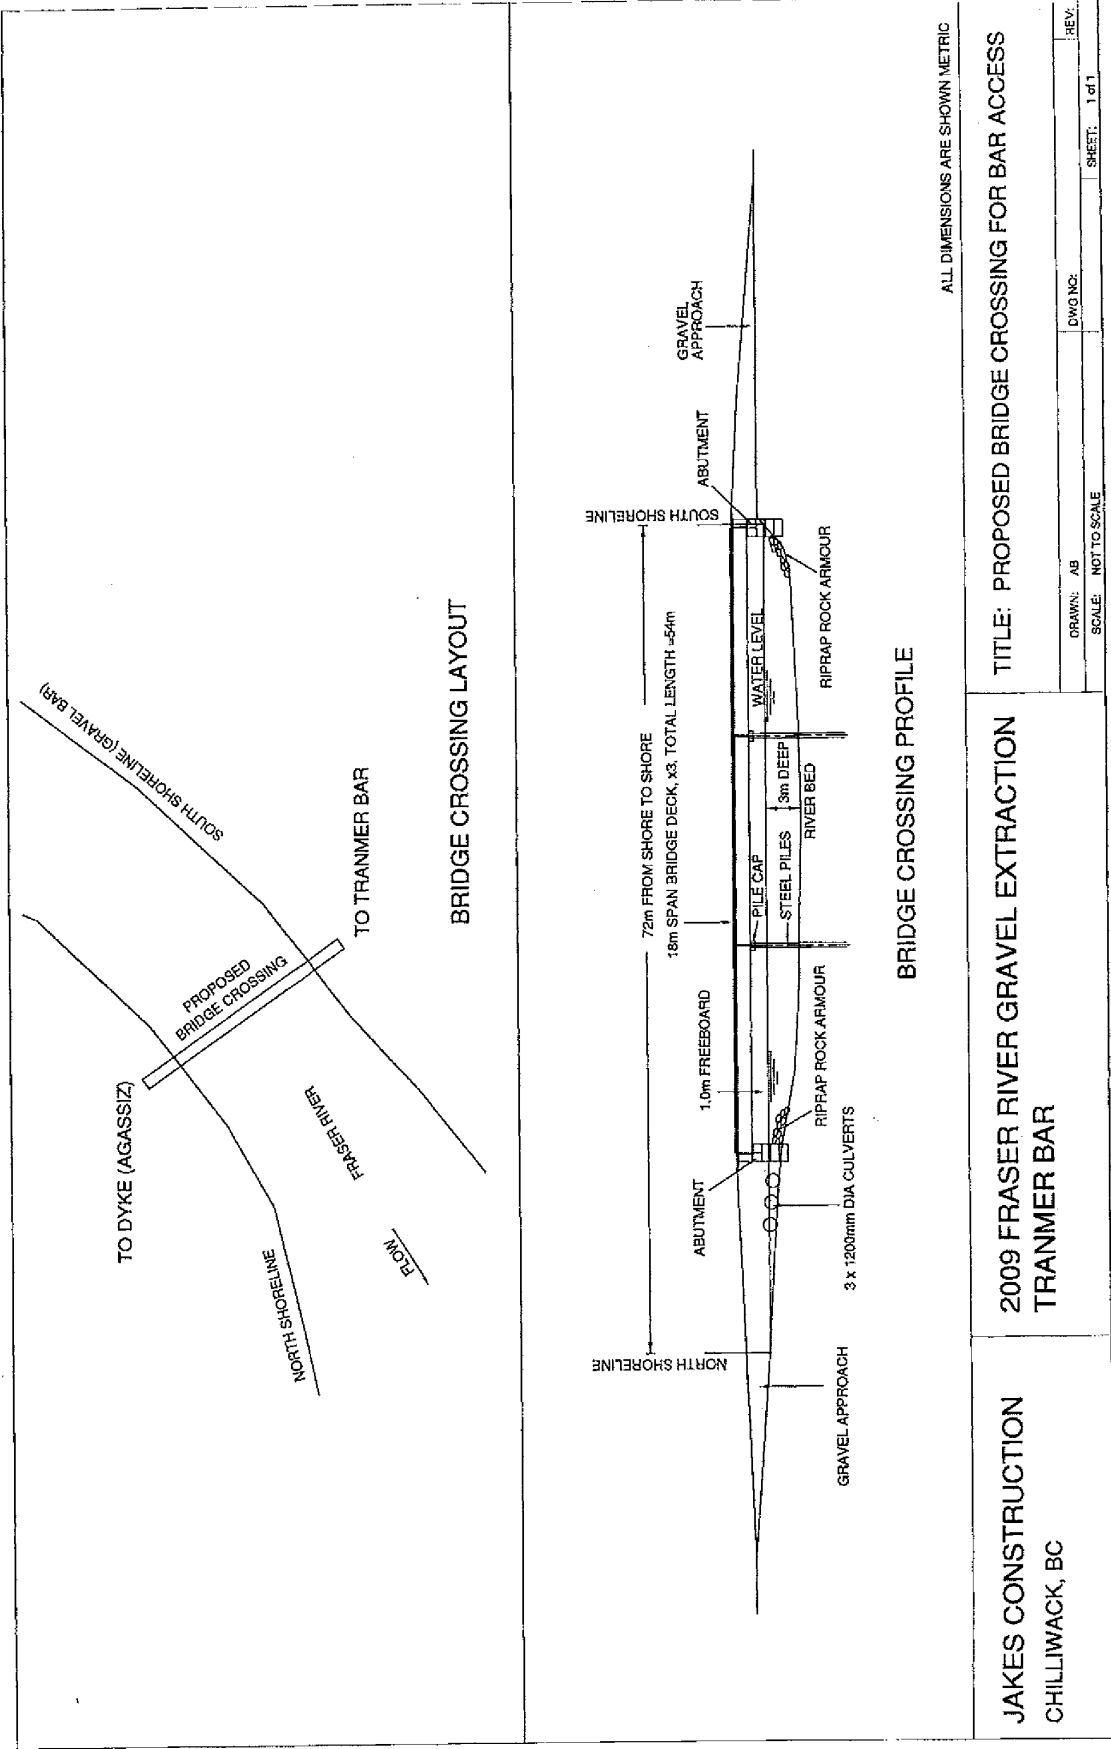 TO DYKE (AGASSIZ)
NORTH SHORELINE
FLOW
FRASER RIVER
PROPOSED
BRIDGE CROSSING
TO TRANMER BAR
SOUTH SHORELINE (GRAVEL BAR)
BRIDGE CROSSING LAYOUT
NORTH SHORELINE
72m FROM SHORE TO SHORE
18m SPAN BRIDGE DECK, x3, TOTAL LENGTH =54m
SOUTH SHORELINE
ABUTMENT
1.0m FREEBOARD
PILE CAP
WATER LEVEL
ABUTMENT
GRAVEL
APPROACH
STEEL PILES
3m DEEP
RIVER BED
GRAVEL APPROACH
3 x 1200mm DIA CULVERTS
RIPRAP ROCK ARMOUR
RIPRAP ROCK ARMOUR
BRIDGE CROSSING PROFILE
ALL DIMENSIONS ARE SHOWN METRIC
JAKES CONSTRUCTION
CHILLIWACK, BC
2009 FRASER RIVER GRAVEL EXTRACTION
TRANMER BAR
TITLE: PROPOSED BRIDGE CROSSING FOR BAR ACCESS
DRAWN: AB
DWG NO:
REV:
SCALE: NOT TO SCALE
SHEET: 1 of 1